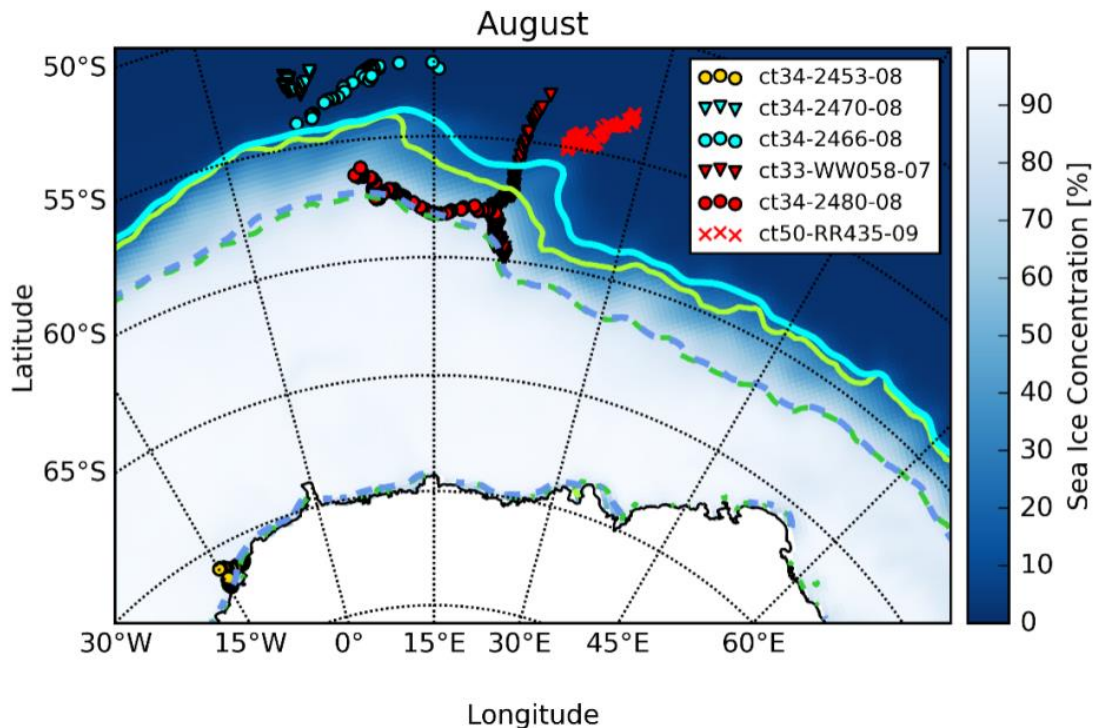 August
50°S
55°S
60°S
65°S
Latitude
30°W
15°W
0°
15°E
30°E
45°E
60°E
Longitude
ct34-2453-08
ct34-2470-08
ct34-2466-08
ct33-WW058-07
ct34-2480-08
ct50-RR435-09
90
80
70
60
50
40
30
20
10
0
Sea Ice Concentration [%]